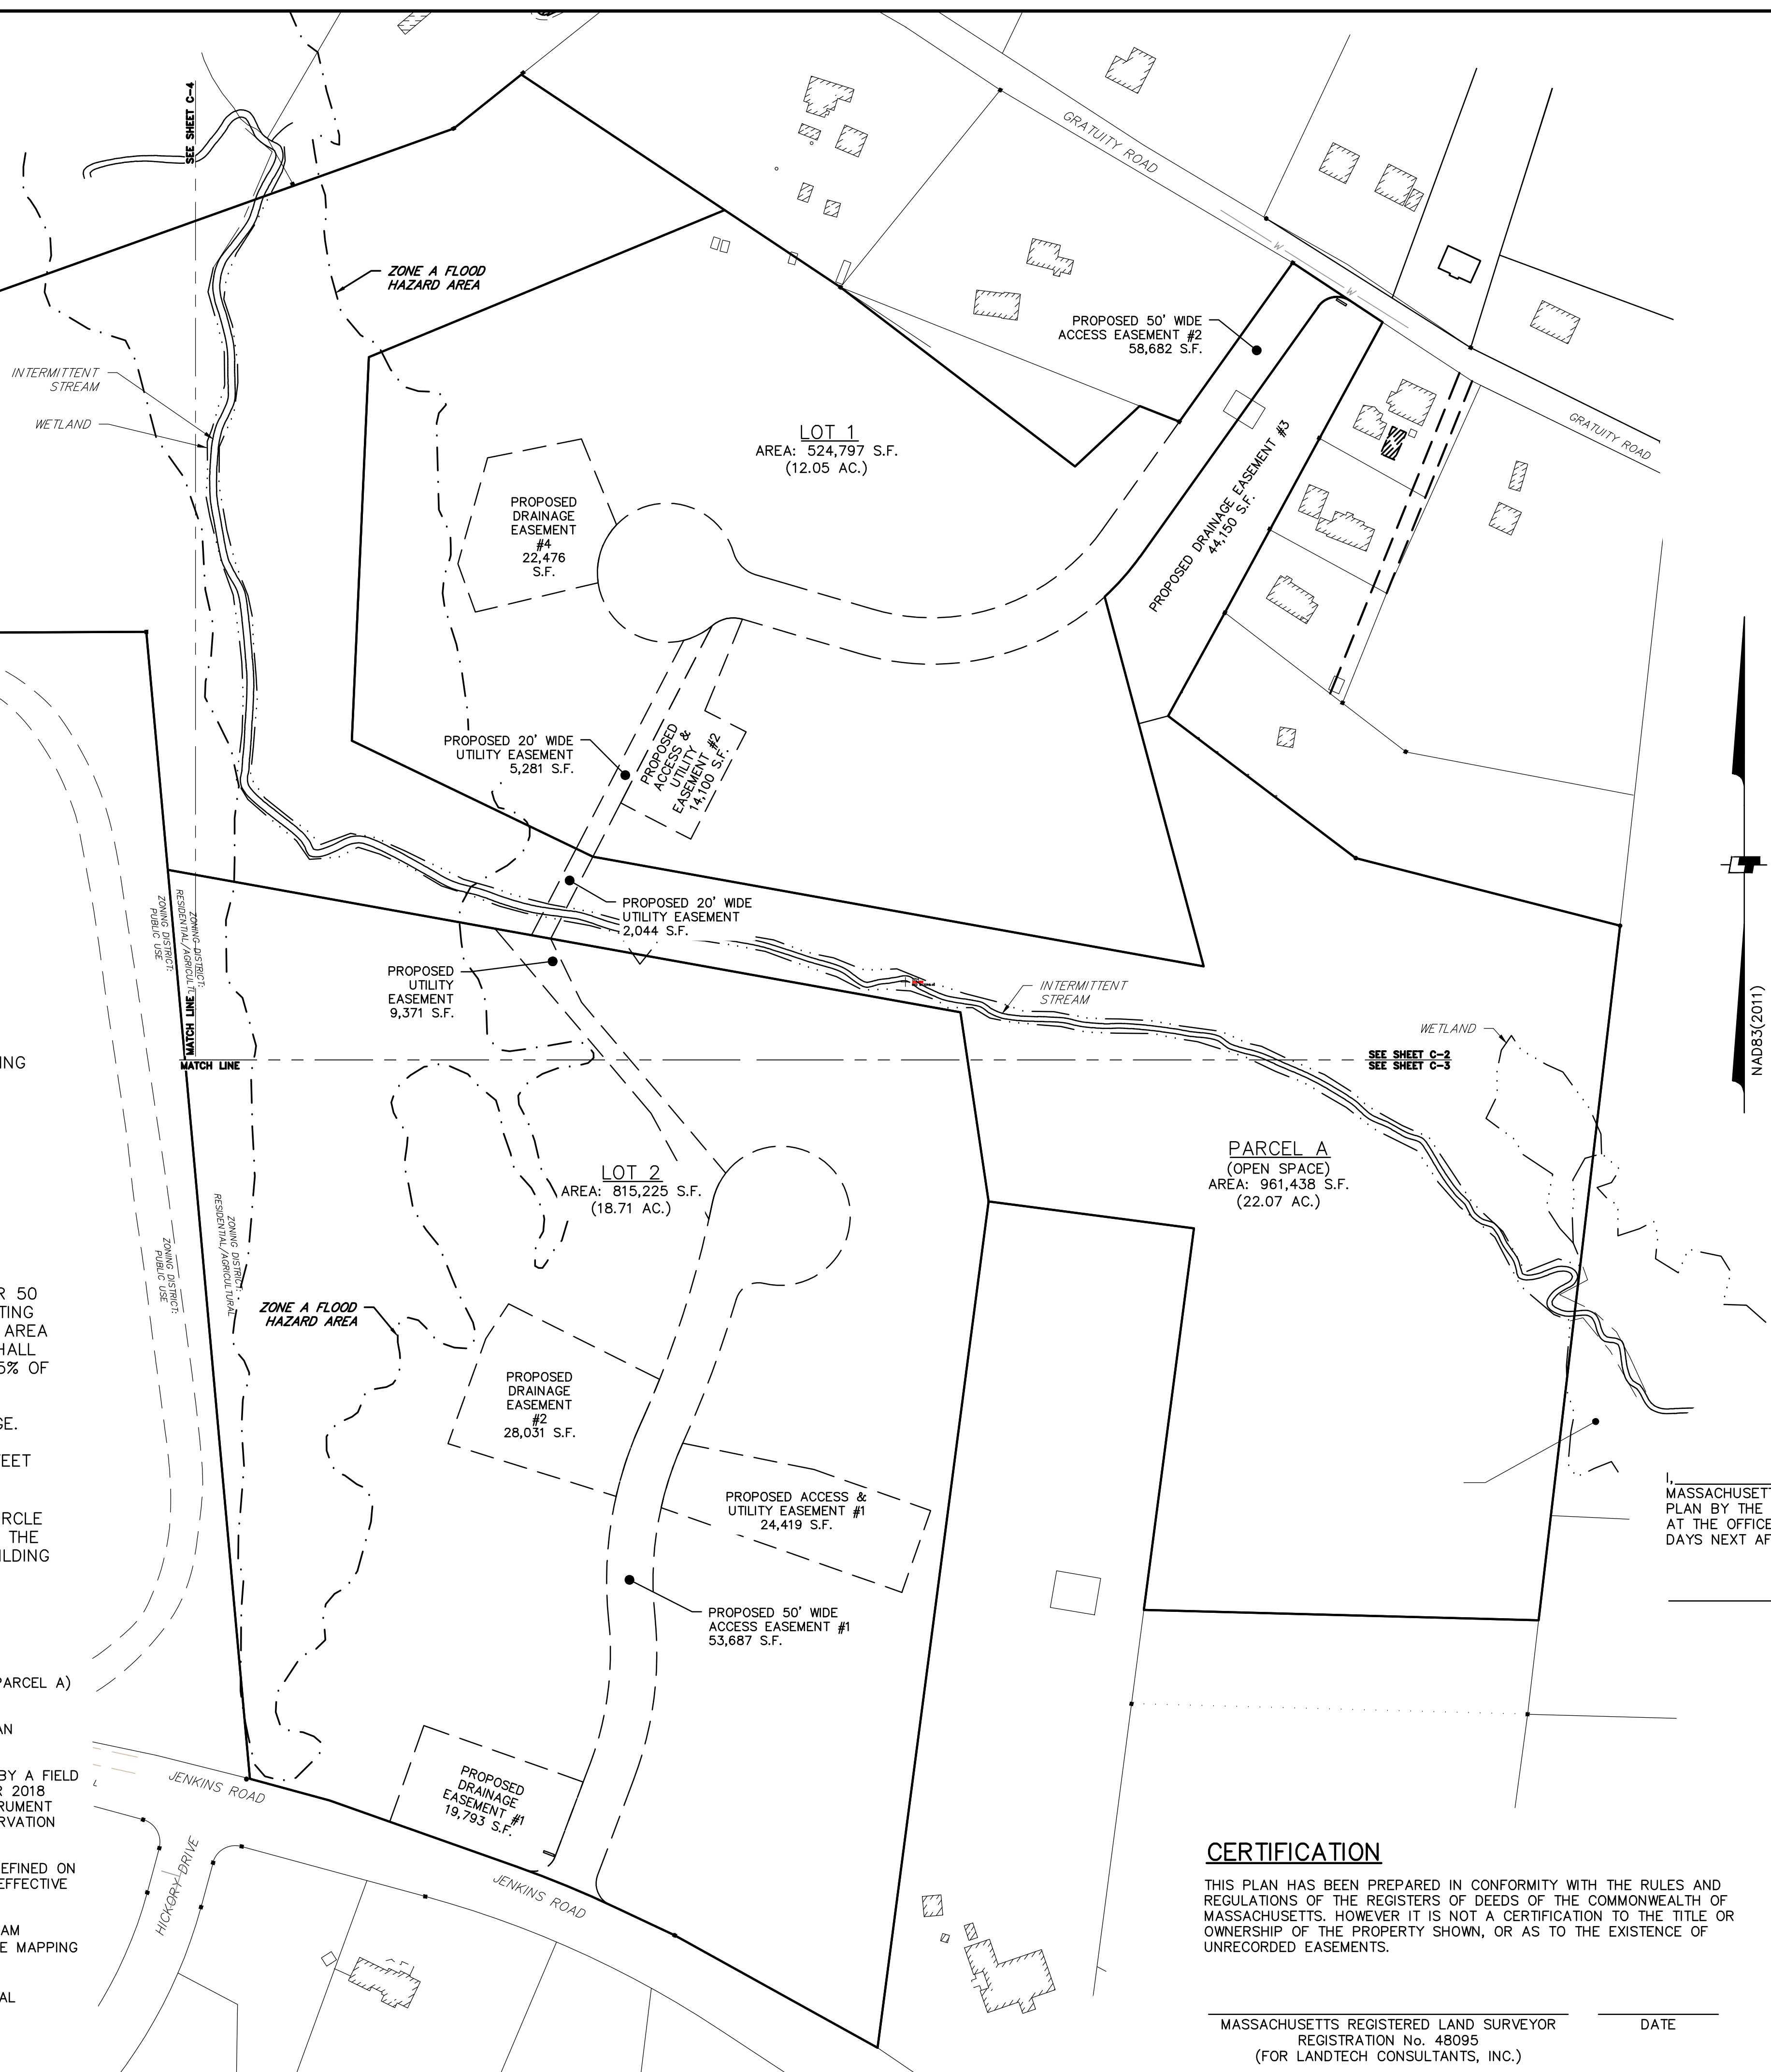 SEE SHEET C-4
ZONE A FLOOD
HAZARD AREA
GRATUITY ROAD
W
W
PROPOSED 50' WIDE
ACCESS EASEMENT #2
58,682 S.F.
INTERMITTENT
STREAM
WETLAND
GRATUITY ROAD
LOT 1
AREA: 524,797 S.F.
(12.05 AC.)
PROPOSED DRAINAGE EASEMENT #3
44,150 S.F.
PROPOSED
DRAINAGE
EASEMENT
#4
22,476
S.F.
PROPOSED 20' WIDE
UTILITY EASEMENT
5,281 S.F.
PROPOSED
ACCESS &
UTILITY
EASEMENT #2
14,100 S.F.
PROPOSED 20' WIDE
UTILITY EASEMENT
2,044 S.F.
ZONING DISTRICT:
RESIDENTIAL/AGRICULT
ZONING DISTRICT:
PUBLIC USE
PROPOSED
UTILITY
EASEMENT
9,371 S.F.
INTERMITTENT
STREAM
WETLAND
NAD83(2011)
MATCH LINE
MATCH LINE
SEE SHEET C-2
SEE SHEET C-3
ING
PARCEL A
(OPEN SPACE)
AREA: 961,438 S.F.
(22.07 AC.)
LOT 2
AREA: 815,225 S.F.
(18.71 AC.)
ZONING DISTRICT:
RESIDENTIAL/AGRICULTURAL
ZONING DISTRICT:
PUBLIC USE
R 50
TING
AREA
HALL
5% OF
GE.
EET
RCLE
THE
ILDING
ZONE A FLOOD
HAZARD AREA
PROPOSED
DRAINAGE
EASEMENT
#2
28,031 S.F.
PROPOSED ACCESS &
UTILITY EASEMENT #1
24,419 S.F.
I,
MASSACHUSETT
PLAN BY THE
AT THE OFFICE
DAYS NEXT AF
PROPOSED 50' WIDE
ACCESS EASEMENT #1
53,687 S.F.
PARCEL A)
AN
BY A FIELD
R 2018
RUMENT
RVATION
EFINED ON
EFFECTIVE
AM
E MAPPING
AL
JENKINS ROAD
PROPOSED
DRAINAGE
EASEMENT #1
19,793 S.F.
HICKORY DRIVE
JENKINS ROAD
CERTIFICATION
THIS PLAN HAS BEEN PREPARED IN CONFORMITY WITH THE RULES AND
REGULATIONS OF THE REGISTERS OF DEEDS OF THE COMMONWEALTH OF
MASSACHUSETTS. HOWEVER IT IS NOT A CERTIFICATION TO THE TITLE OR
OWNERSHIP OF THE PROPERTY SHOWN, OR AS TO THE EXISTENCE OF
UNRECORDED EASEMENTS.
MASSACHUSETTS REGISTERED LAND SURVEYOR
REGISTRATION No. 48095
(FOR LANDTECH CONSULTANTS, INC.)
DATE